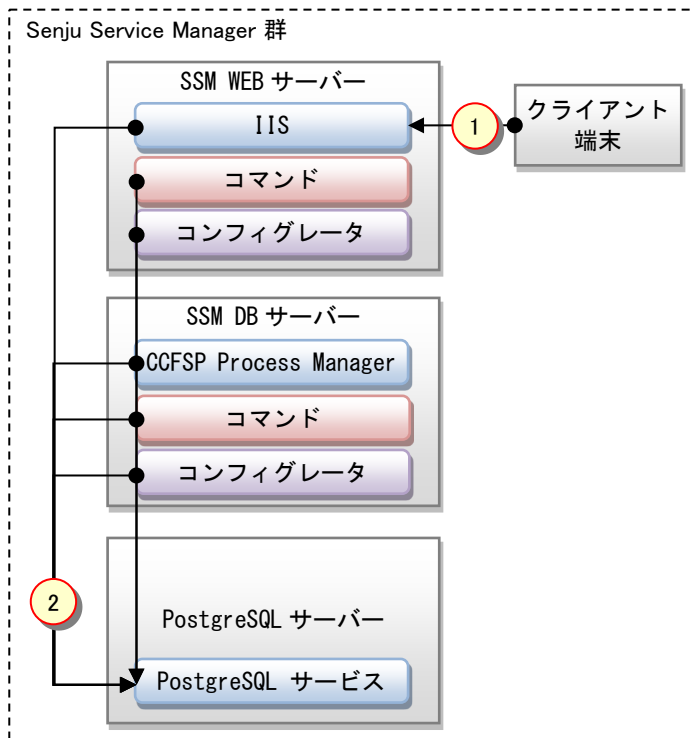 Senju Service Manager 群
SSM WEB サーバー
IIS
1
クライアント
端末
コマンド
コンフィグレータ
SSM DB サーバー
CCFSP Process Manager
コマンド
コンフィグレータ
2
PostgreSQL サーバー
PostgreSQL サービス